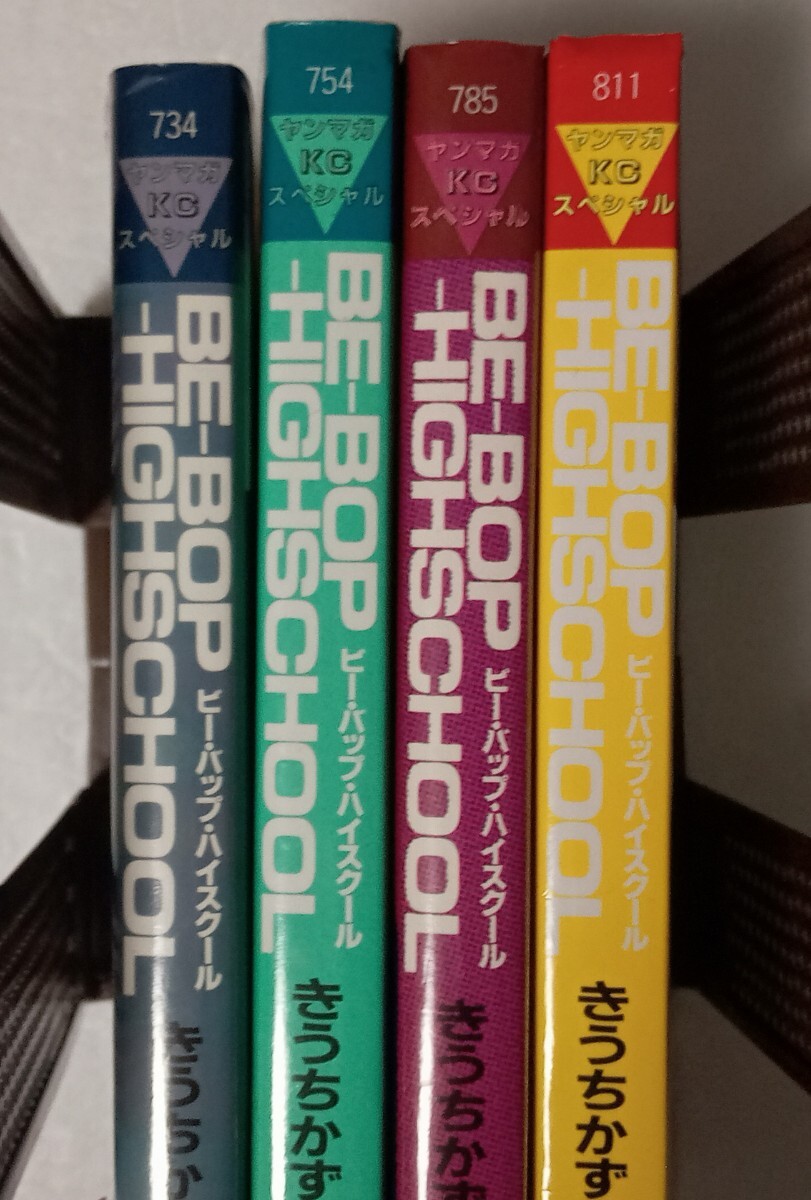 734
ヤンマガ
KC
スペシャル
BE-BOP
-HIGHSCHOOL
ビー・バップ・ハイスクール
きうちか
754
ヤンマガ
KC
スペシャル
BE-BOP
-HIGHSCHOOL
ビー・バップ・ハイスクール
きうちかず
785
ヤンマガ
KC
スペシャル
BE-BOP
-HIGHSCHOOL
ビー・バップ・ハイスクール
きうちかず
811
ヤンマガ
KC
スペシャル
BE-BOP
-HIGHSCHOOL
ビー・バップ・ハイスクール
きうちかず